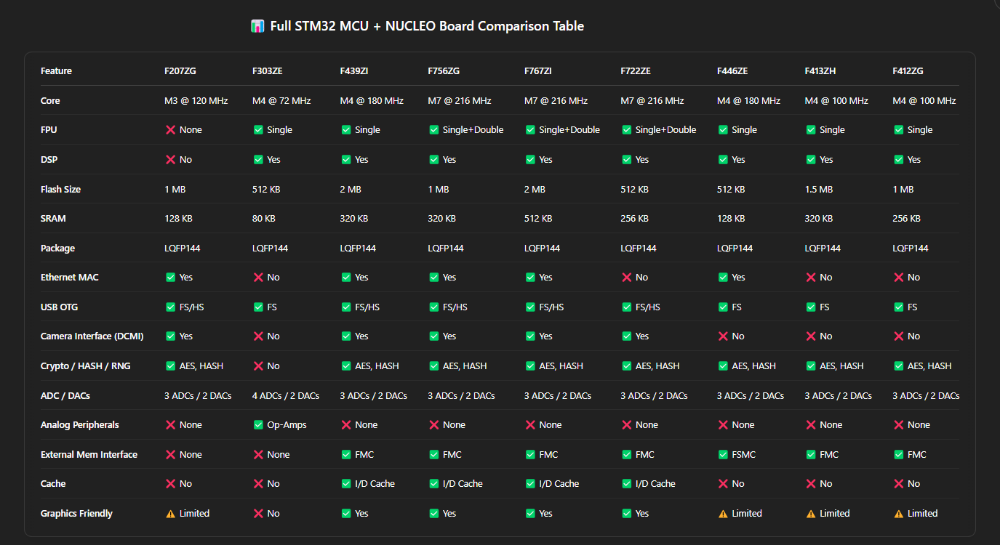 📊 Full STM32 MCU + NUCLEO Board Comparison Table
Feature F207ZG F303ZE F439ZI F756ZG F767ZI F722ZE F446ZE F413ZH F412ZG
Core M3 @ 120 MHz M4 @ 72 MHz M4 @ 180 MHz M7 @ 216 MHz M7 @ 216 MHz M7 @ 216 MHz M4 @ 180 MHz M4 @ 100 MHz M4 @ 100 MHz
FPU ❌ None ✅ Single ✅ Single ✅ Single+Double ✅ Single+Double ✅ Single+Double ✅ Single ✅ Single ✅ Single
DSP ❌ No ✅ Yes ✅ Yes ✅ Yes ✅ Yes ✅ Yes ✅ Yes ✅ Yes ✅ Yes
Flash Size 1 MB 512 KB 2 MB 1 MB 2 MB 512 KB 512 KB 1.5 MB 1 MB
SRAM 128 KB 80 KB 320 KB 320 KB 512 KB 256 KB 128 KB 320 KB 256 KB
Package LQFP144 LQFP144 LQFP144 LQFP144 LQFP144 LQFP144 LQFP144 LQFP144 LQFP144
Ethernet MAC ✅ Yes ❌ No ✅ Yes ✅ Yes ✅ Yes ❌ No ✅ Yes ❌ No ❌ No
USB OTG ✅ FS/HS ✅ FS ✅ FS/HS ✅ FS/HS ✅ FS/HS ✅ FS/HS ✅ FS ✅ FS ✅ FS
Camera Interface (DCMI) ✅ Yes ❌ No ✅ Yes ✅ Yes ✅ Yes ✅ Yes ❌ No ❌ No ❌ No
Crypto / HASH / RNG ✅ AES, HASH ❌ No ✅ AES, HASH ✅ AES, HASH ✅ AES, HASH ✅ AES, HASH ✅ AES, HASH ✅ AES, HASH ✅ AES, HASH
ADC / DACs 3 ADCs / 2 DACs 4 ADCs / 2 DACs 3 ADCs / 2 DACs 3 ADCs / 2 DACs 3 ADCs / 2 DACs 3 ADCs / 2 DACs 3 ADCs / 2 DACs 3 ADCs / 2 DACs 3 ADCs / 2 DACs
Analog Peripherals ❌ None ✅ Op-Amps ❌ None ❌ None ❌ None ❌ None ❌ None ❌ None ❌ None
External Mem Interface ❌ None ❌ None ✅ FMC ✅ FMC ✅ FMC ✅ FMC ✅ FSMC ✅ FMC ✅ FMC
Cache ❌ No ❌ No ✅ I/D Cache ✅ I/D Cache ✅ I/D Cache ✅ I/D Cache ❌ No ❌ No ❌ No
Graphics Friendly ⚠️ Limited ❌ No ✅ Yes ✅ Yes ✅ Yes ✅ Yes ⚠️ Limited ⚠️ Limited ⚠️ Limited